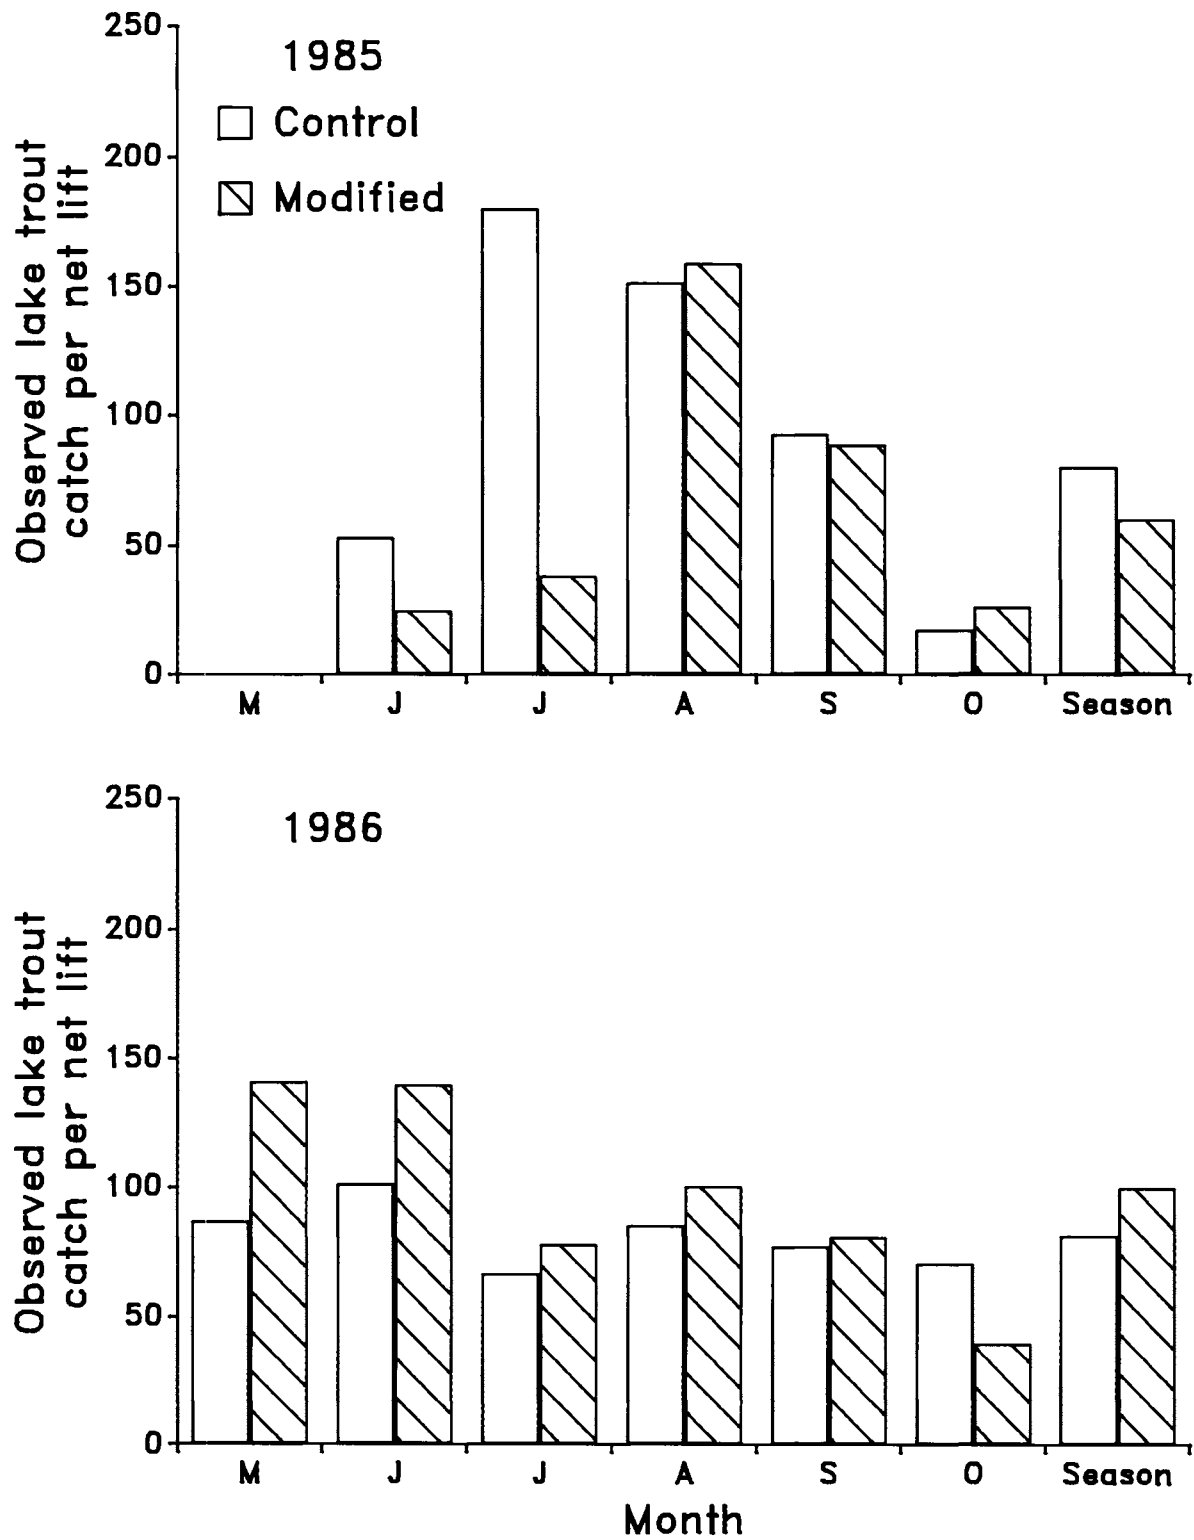 250
1985
Control
200
Modified
150
100
50
0
Observed lake trout
catch per net lift
M J J A S O Season
250
1986
200
150
100
50
0
Observed lake trout
catch per net lift
M J J A S O Season
Month